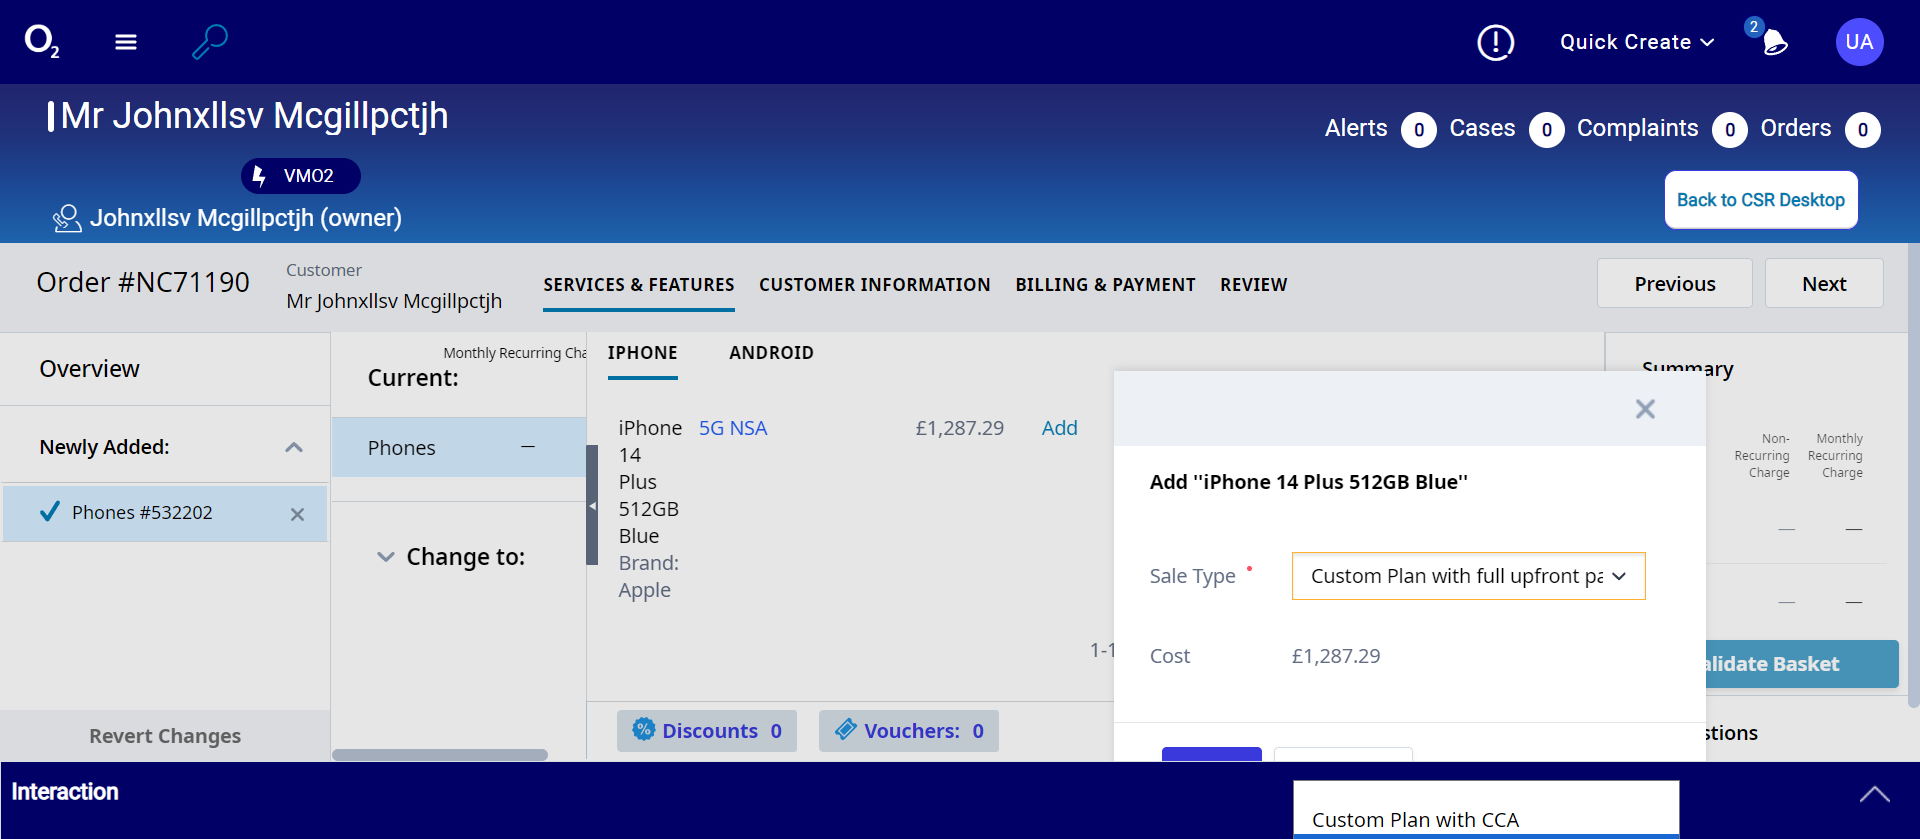 O2
Quick Create
2
UA
Mr Johnxllsv Mcgillpctjh
Alerts 0 Cases 0 Complaints 0 Orders 0
VMO2
Back to CSR Desktop
Johnxllsv Mcgillpctjh (owner)
Order #NC71190
Customer
Mr Johnxllsv Mcgillpctjh
SERVICES & FEATURES CUSTOMER INFORMATION BILLING & PAYMENT REVIEW
Previous Next
Overview
Newly Added:
Phones #532202
Revert Changes
Monthly Recurring Cha
Current:
Phones –
Change to:
IPHONE ANDROID
iPhone
14
Plus
512GB
Blue
Brand:
Apple
5G NSA £1,287.29 Add
1-1
Discounts 0 Vouchers: 0
Add "iPhone 14 Plus 512GB Blue"
Sale Type •
Custom Plan with full upfront pa
Cost £1,287.29
Summary
Non-
Recurring
Charge
Monthly
Recurring
Charge
— —
— —
alidate Basket
stions
Interaction
Custom Plan with CCA